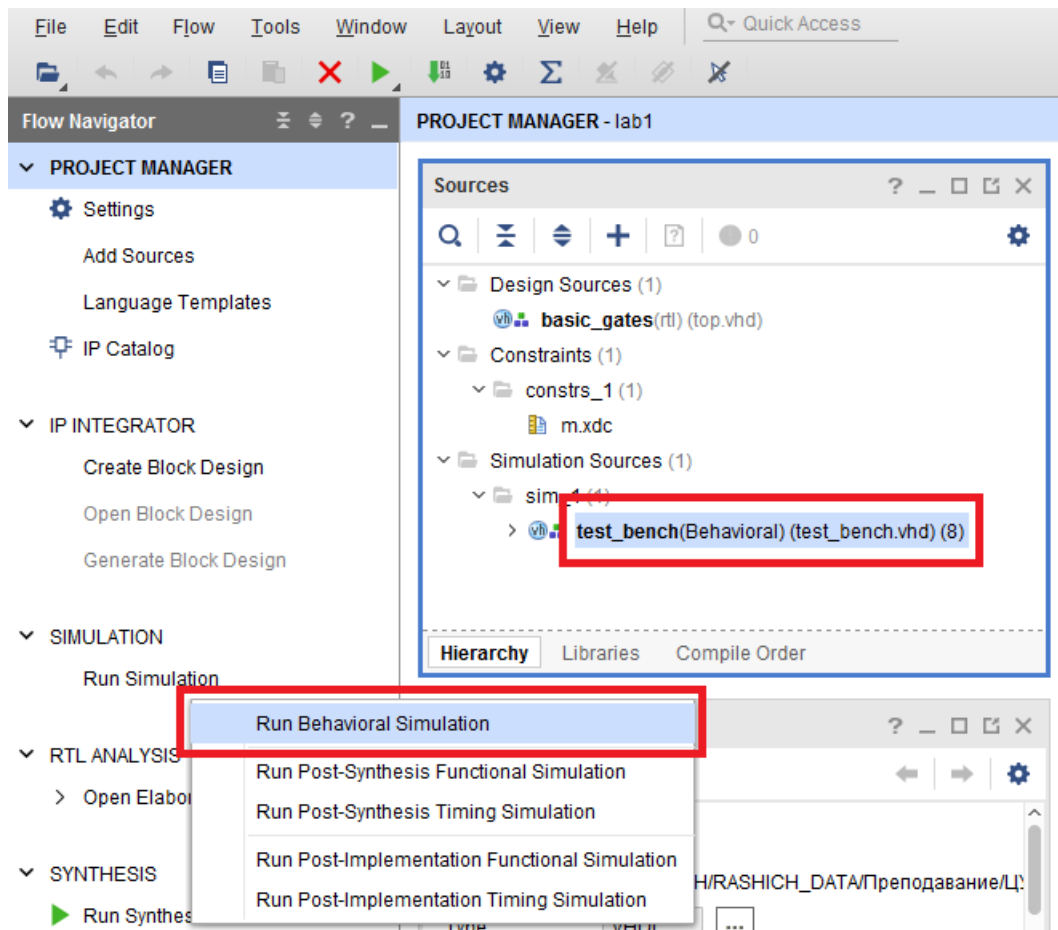 File Edit Flow Tools Window Layout View Help Quick Access
Flow Navigator
PROJECT MANAGER
Settings
Add Sources
Language Templates
IP Catalog
IP INTEGRATOR
Create Block Design
Open Block Design
Generate Block Design
SIMULATION
Run Simulation
RTL ANALYSIS
Open Elabor
SYNTHESIS
Run Synthes
PROJECT MANAGER - lab1
Sources
0
Design Sources (1)
basic_gates(rtl) (top.vhd)
Constraints (1)
constrs_1 (1)
m.xdc
Simulation Sources (1)
sim_1 (1)
test_bench(Behavioral) (test_bench.vhd) (8)
Hierarchy Libraries Compile Order
Run Behavioral Simulation
Run Post-Synthesis Functional Simulation
Run Post-Synthesis Timing Simulation
Run Post-Implementation Functional Simulation
Run Post-Implementation Timing Simulation
H/RASHICH_DATA/Преподавание/ЦУ
Type VHDL ...